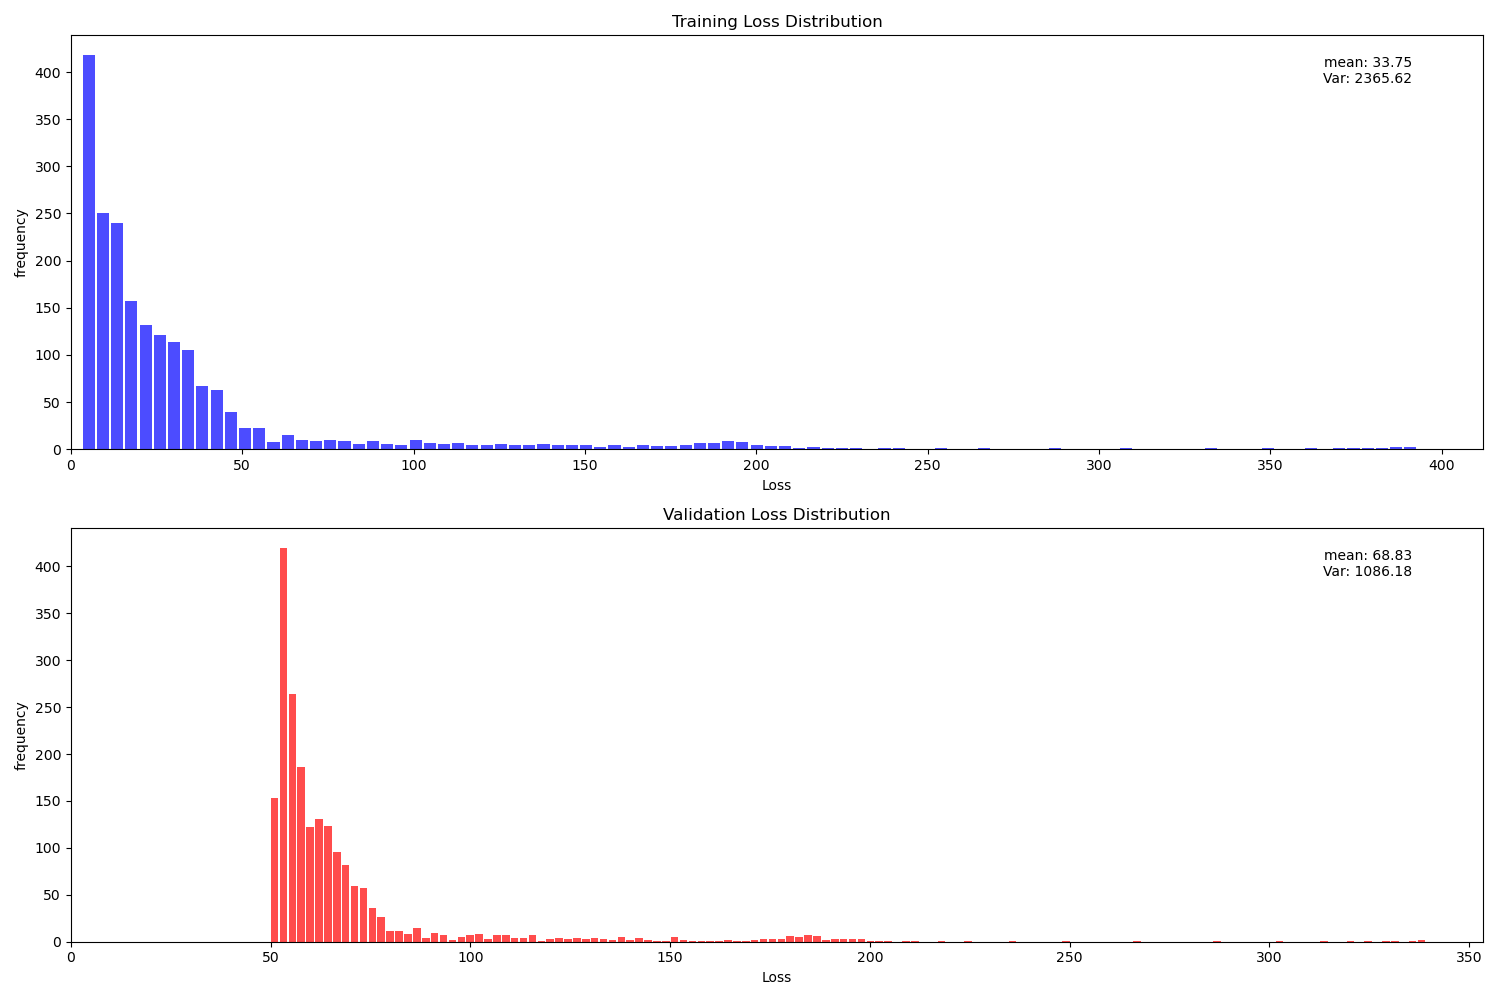 Training Loss Distribution
mean: 33.75
Var: 2365.62
frequency
400
350
300
250
200
150
100
50
0
0 50 100 150 200 250 300 350 400
Loss
Validation Loss Distribution
mean: 68.83
Var: 1086.18
frequency
400
350
300
250
200
150
100
50
0
0 50 100 150 200 250 300 350
Loss